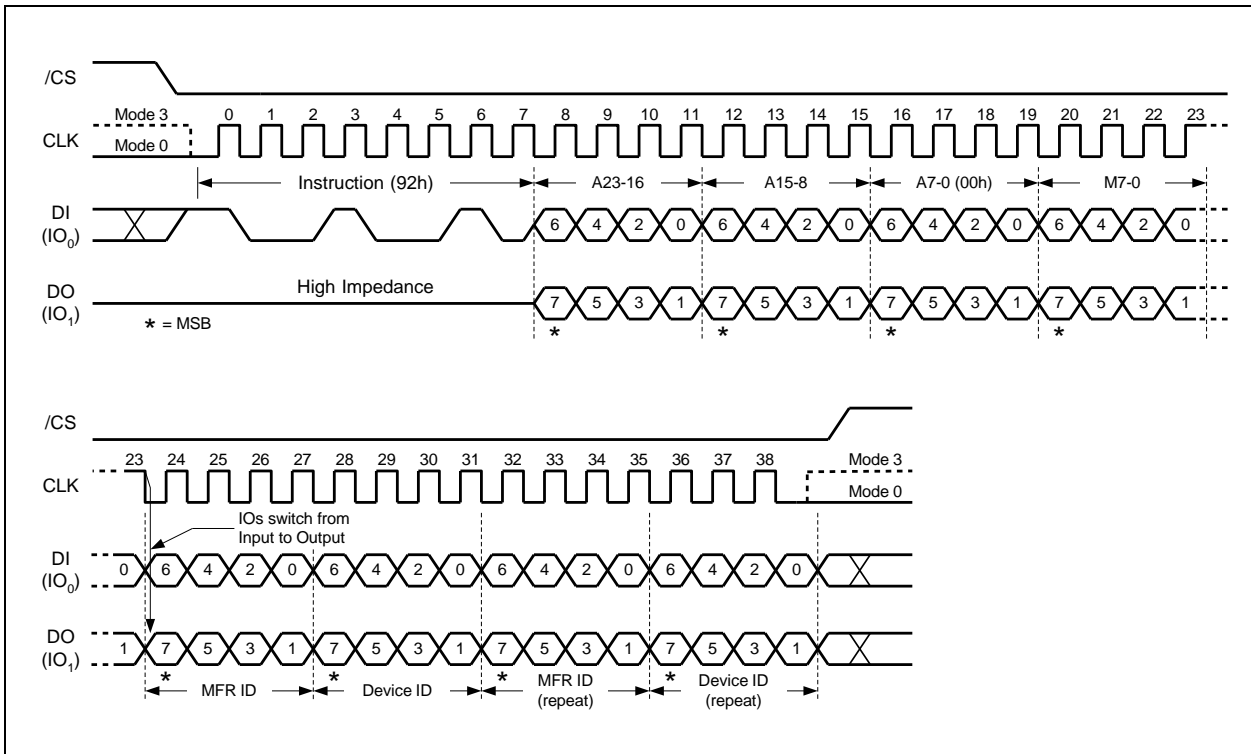 /CS
Mode 3 0 1 2 3 4 5 6 7 8 9 10 11 12 13 14 15 16 17 18 19 20 21 22 23
CLK
Mode 0
Instruction (92h) A23-16 A15-8 A7-0 (00h) M7-0
DI
(IO0) 6 4 2 0 6 4 2 0 6 4 2 0 6 4 2 0
High Impedance
DO
(IO1) 7 5 3 1 7 5 3 1 7 5 3 1 7 5 3 1
* = MSB * * * *
/CS
23 24 25 26 27 28 29 30 31 32 33 34 35 36 37 38 Mode 3
CLK
Mode 0
IOs switch from
Input to Output
DI
(IO0) 0 6 4 2 0 6 4 2 0 6 4 2 0 6 4 2 0
DO
(IO1) 1 7 5 3 1 7 5 3 1 7 5 3 1 7 5 3 1
* * * *
MFR ID Device ID MFR ID
(repeat) Device ID
(repeat)